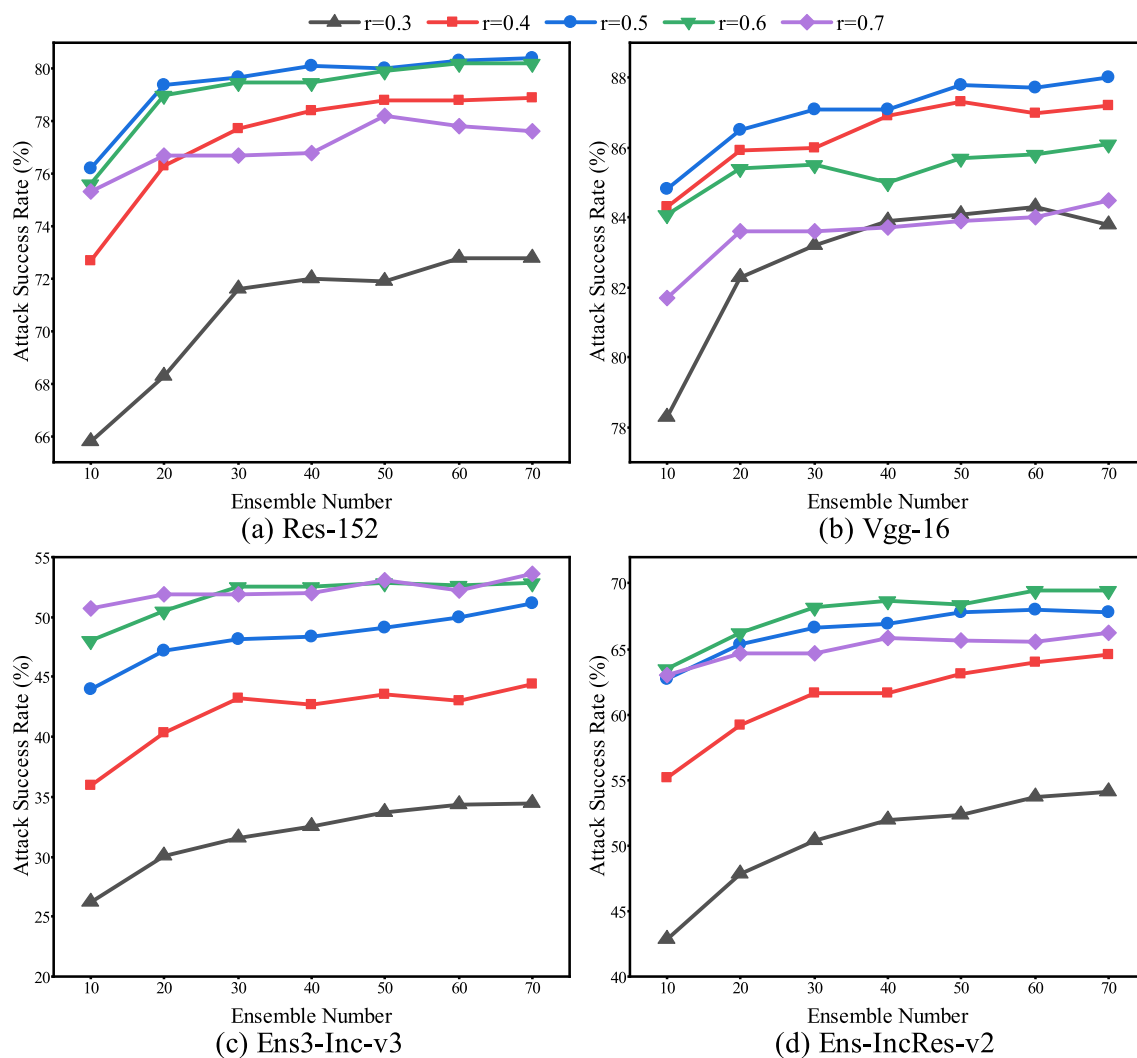 r=0.3 r=0.4 r=0.5 r=0.6 r=0.7
Attack Success Rate (%)
80
78
76
74
72
70
68
66
10 20 30 40 50 60 70
Ensemble Number
(a) Res-152
Attack Success Rate (%)
88
86
84
82
80
78
10 20 30 40 50 60 70
Ensemble Number
(b) Vgg-16
Attack Success Rate (%)
55
50
45
40
35
30
25
20
10 20 30 40 50 60 70
Ensemble Number
(c) Ens3-Inc-v3
Attack Success Rate (%)
70
65
60
55
50
45
40
10 20 30 40 50 60 70
Ensemble Number
(d) Ens-IncRes-v2